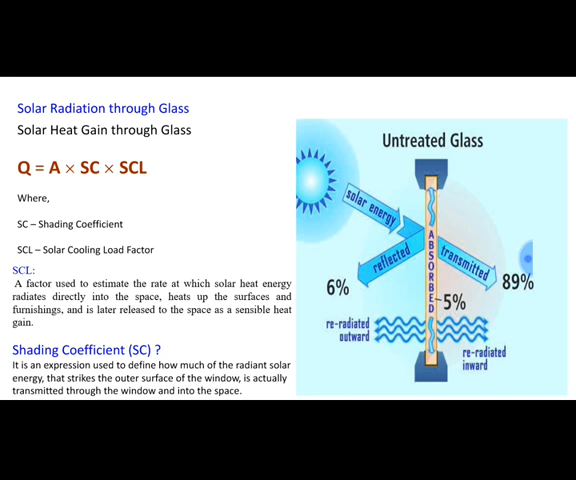 Solar Radiation through Glass
Solar Heat Gain through Glass
Q = A × SC × SCL
Where,
SC – Shading Coefficient
SCL – Solar Cooling Load Factor
SCL:
A factor used to estimate the rate at which solar heat energy
radiates directly into the space, heats up the surfaces and
furnishings, and is later released to the space as a sensible heat
gain.
Shading Coefficient (SC) ?
It is an expression used to define how much of the radiant solar
energy, that strikes the outer surface of the window, is actually
transmitted through the window and into the space.
Untreated Glass
solar energy
reflected
ABSORBED
transmitted
6%
89%
5%
re-radiated
outward
re-radiated
inward